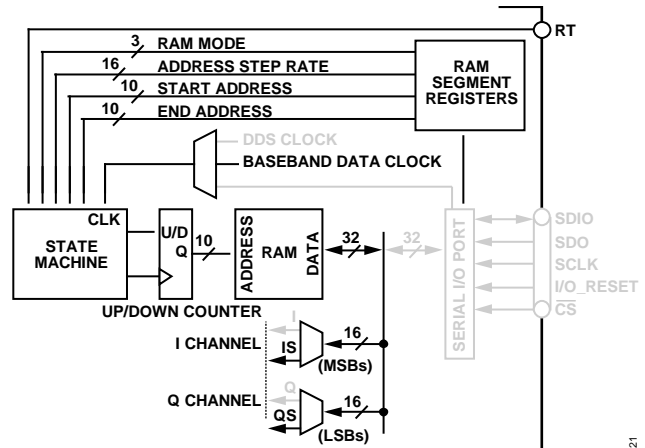 RT
3 RAM MODE
16 ADDRESS STEP RATE
10 START ADDRESS
10 END ADDRESS
RAM
SEGMENT
REGISTERS
DDS CLOCK
BASEBAND DATA CLOCK
CLK
STATE
MACHINE
U/D
Q
10
ADDRESS
RAM
DATA
32
32
SERIAL I/O PORT
SDIO
SDO
SCLK
I/O_RESET
CS
UP/DOWN COUNTER
I CHANNEL
I
IS
16
(MSBs)
Q CHANNEL
Q
QS
16
(LSBs)
21